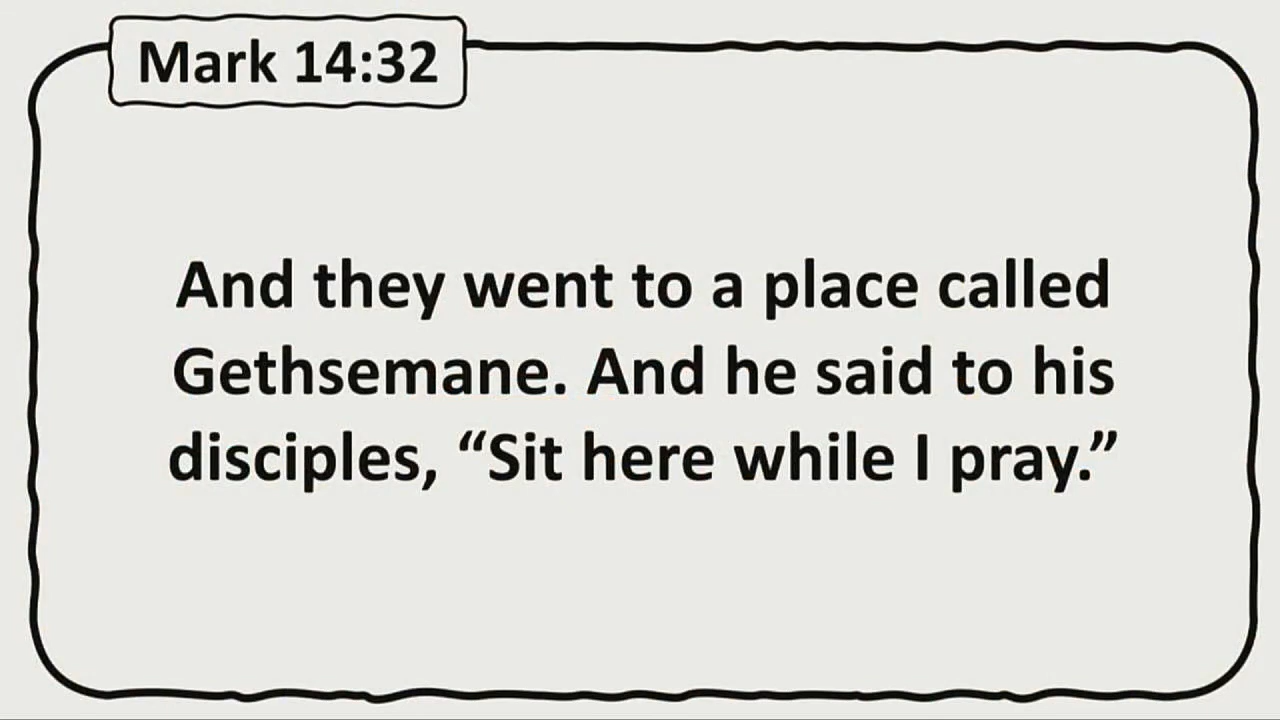 Mark 14:32
And they went to a place called
Gethsemane. And he said to his
disciples, “Sit here while I pray.”